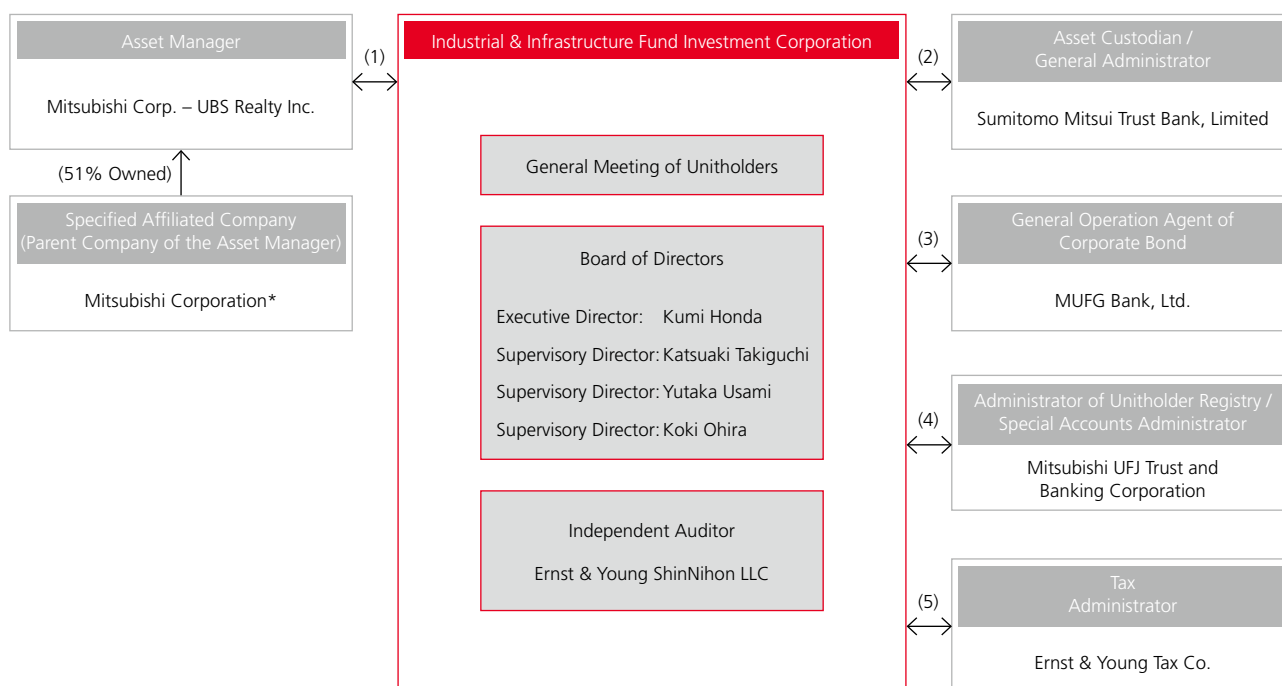 Asset Manager
Mitsubishi Corp. – UBS Realty Inc.
(51% Owned)
Specified Affiliated Company
(Parent Company of the Asset Manager)
Mitsubishi Corporation*
(1)
Industrial & Infrastructure Fund Investment Corporation
General Meeting of Unitholders
Board of Directors
Executive Director: Kumi Honda
Supervisory Director: Katsuaki Takiguchi
Supervisory Director: Yutaka Usami
Supervisory Director: Koki Ohira
Independent Auditor
Ernst & Young ShinNihon LLC
(2)
Asset Custodian /
General Administrator
Sumitomo Mitsui Trust Bank, Limited
(3)
General Operation Agent of
Corporate Bond
MUFG Bank, Ltd.
(4)
Administrator of Unitholder Registry /
Special Accounts Administrator
Mitsubishi UFJ Trust and
Banking Corporation
(5)
Tax
Administrator
Ernst & Young Tax Co.